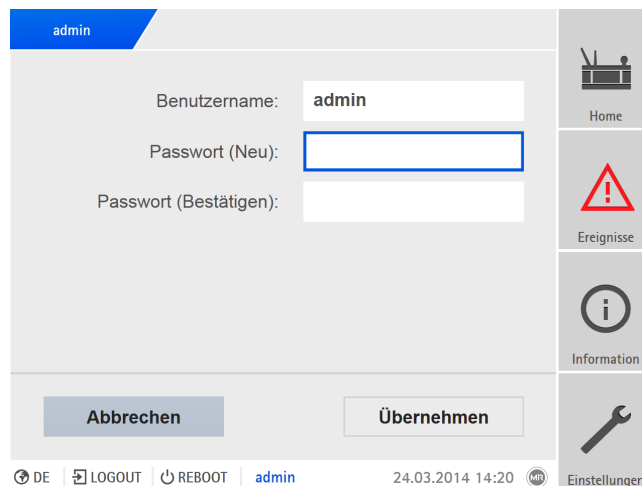 admin
Benutzername: admin
Passwort (Neu):
Passwort (Bestätigen):
Abbrechen Übernehmen
DE LOGOUT REBOOT admin 24.03.2014 14:20 MR
Home
Ereignisse
Information
Einstellungen